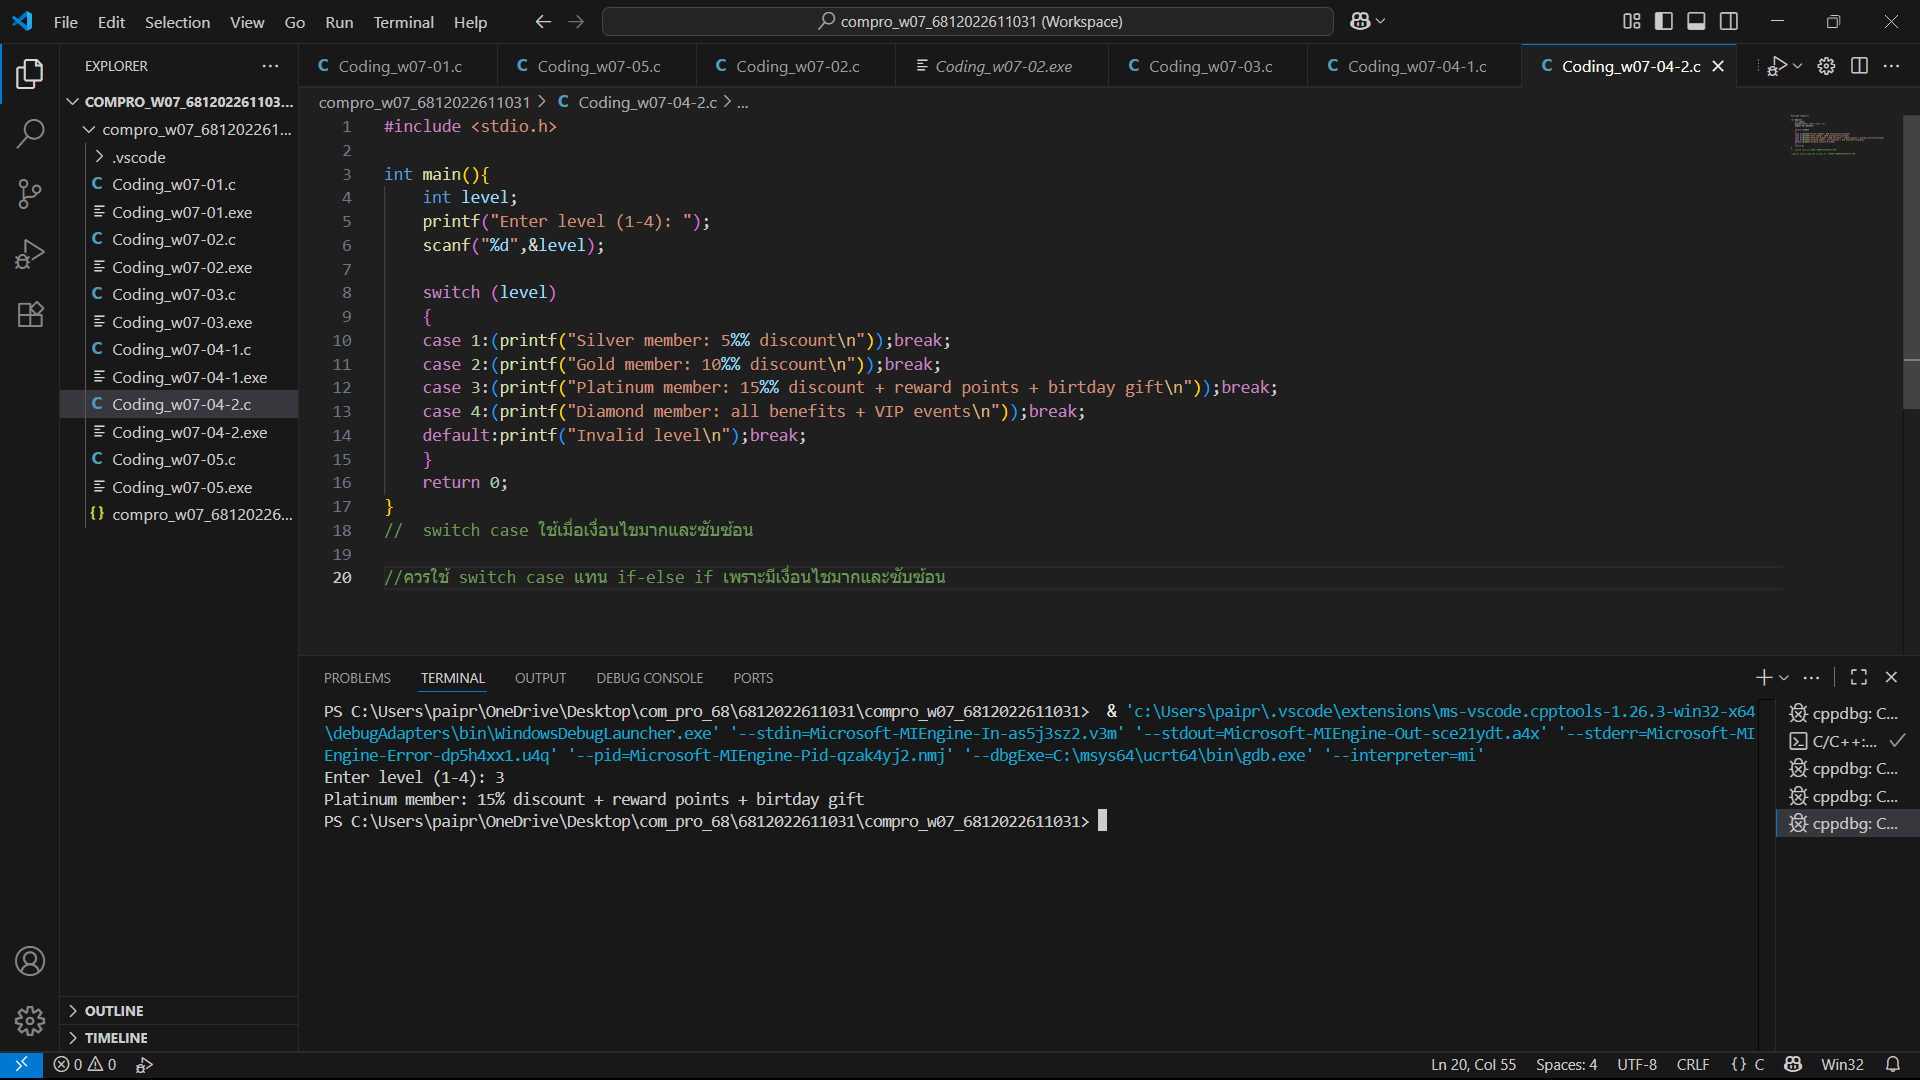 File Edit Selection View Go Run Terminal Help
compro_w07_6812022611031 (Workspace)
EXPLORER
COMPRO_W07_681202261103...
compro_w07_681202261...
.vscode
Coding_w07-01.c
Coding_w07-01.exe
Coding_w07-02.c
Coding_w07-02.exe
Coding_w07-03.c
Coding_w07-03.exe
Coding_w07-04-1.c
Coding_w07-04-1.exe
Coding_w07-04-2.c
Coding_w07-04-2.exe
Coding_w07-05.c
Coding_w07-05.exe
compro_w07_68120226...
OUTLINE
TIMELINE
Coding_w07-01.c Coding_w07-05.c Coding_w07-02.c Coding_w07-02.exe Coding_w07-03.c Coding_w07-04-1.c Coding_w07-04-2.c
compro_w07_6812022611031 > C Coding_w07-04-2.c > ...
1 #include <stdio.h>
2
3 int main(){
4 int level;
5 printf("Enter level (1-4): ");
6 scanf("%d",&level);
7
8 switch (level)
9 {
10 case 1:(printf("Silver member: 5%% discount\n"));break;
11 case 2:(printf("Gold member: 10%% discount\n"));break;
12 case 3:(printf("Platinum member: 15%% discount + reward points + birtday gift\n"));break;
13 case 4:(printf("Diamond member: all benefits + VIP events\n"));break;
14 default:printf("Invalid level\n");break;
15 }
16 return 0;
17 }
18 // switch case ใช้เมื่อเงื่อนไขมากและซับซ้อน
19
20 //ควรใช้ switch case แทน if-else if เพราะมีเงื่อนไชมากและซับซ้อน
PROBLEMS TERMINAL OUTPUT DEBUG CONSOLE PORTS
PS C:\Users\paipr\OneDrive\Desktop\com_pro_68\6812022611031\compro_w07_6812022611031> & 'c:\Users\paipr\.vscode\extensions\ms-vscode.cpptools-1.26.3-win32-x64
\debugAdapters\bin\WindowsDebugLauncher.exe' '--stdin=Microsoft-MIEngine-In-as5j3sz2.v3m' '--stdout=Microsoft-MIEngine-Out-sce21ydt.a4x' '--stderr=Microsoft-MI
Engine-Error-dp5h4xx1.u4q' '--pid=Microsoft-MIEngine-Pid-qzak4yj2.nmj' '--dbgExe=C:\msys64\ucrt64\bin\gdb.exe' '--interpreter=mi'
Enter level (1-4): 3
Platinum member: 15% discount + reward points + birtday gift
PS C:\Users\paipr\OneDrive\Desktop\com_pro_68\6812022611031\compro_w07_6812022611031>
cppdbg: C...
C/C++:...
cppdbg: C...
cppdbg: C...
cppdbg: C...
0 0 Ln 20, Col 55 Spaces: 4 UTF-8 CRLF {} C Win32